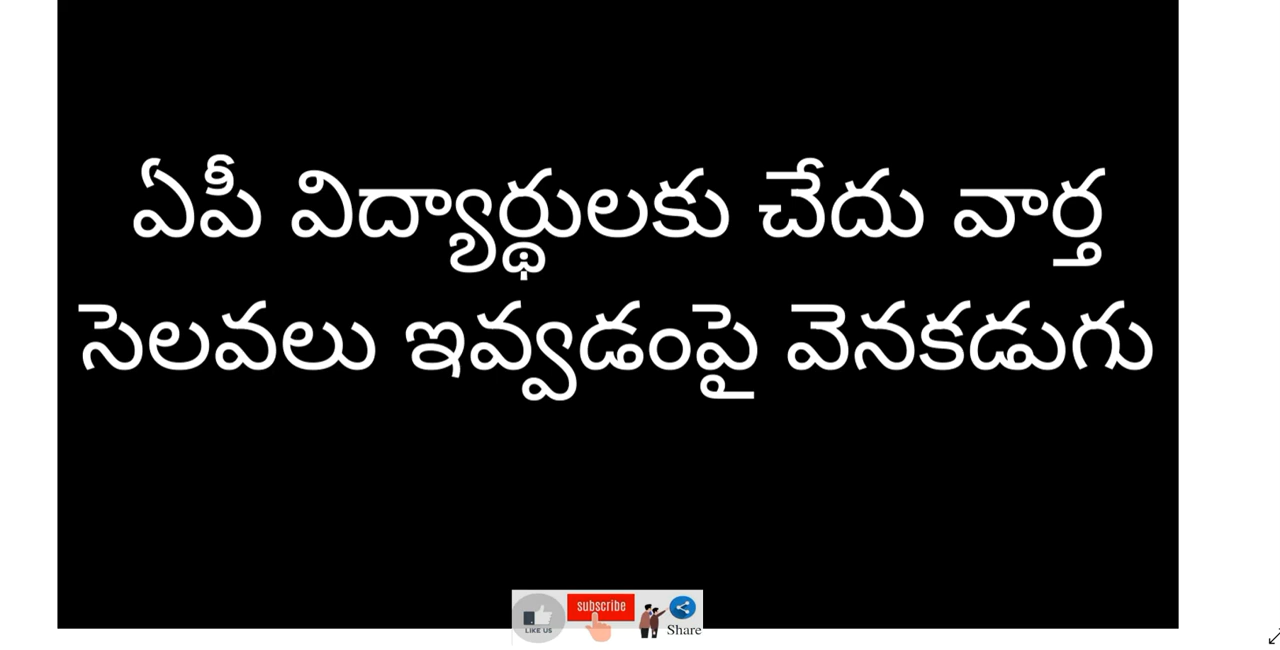 ఏపీ విద్యార్థులకు చేదు వార్త
సెలవలు ఇవ్వడంపై వెనకడుగు
LIKE US
subscribe
Share